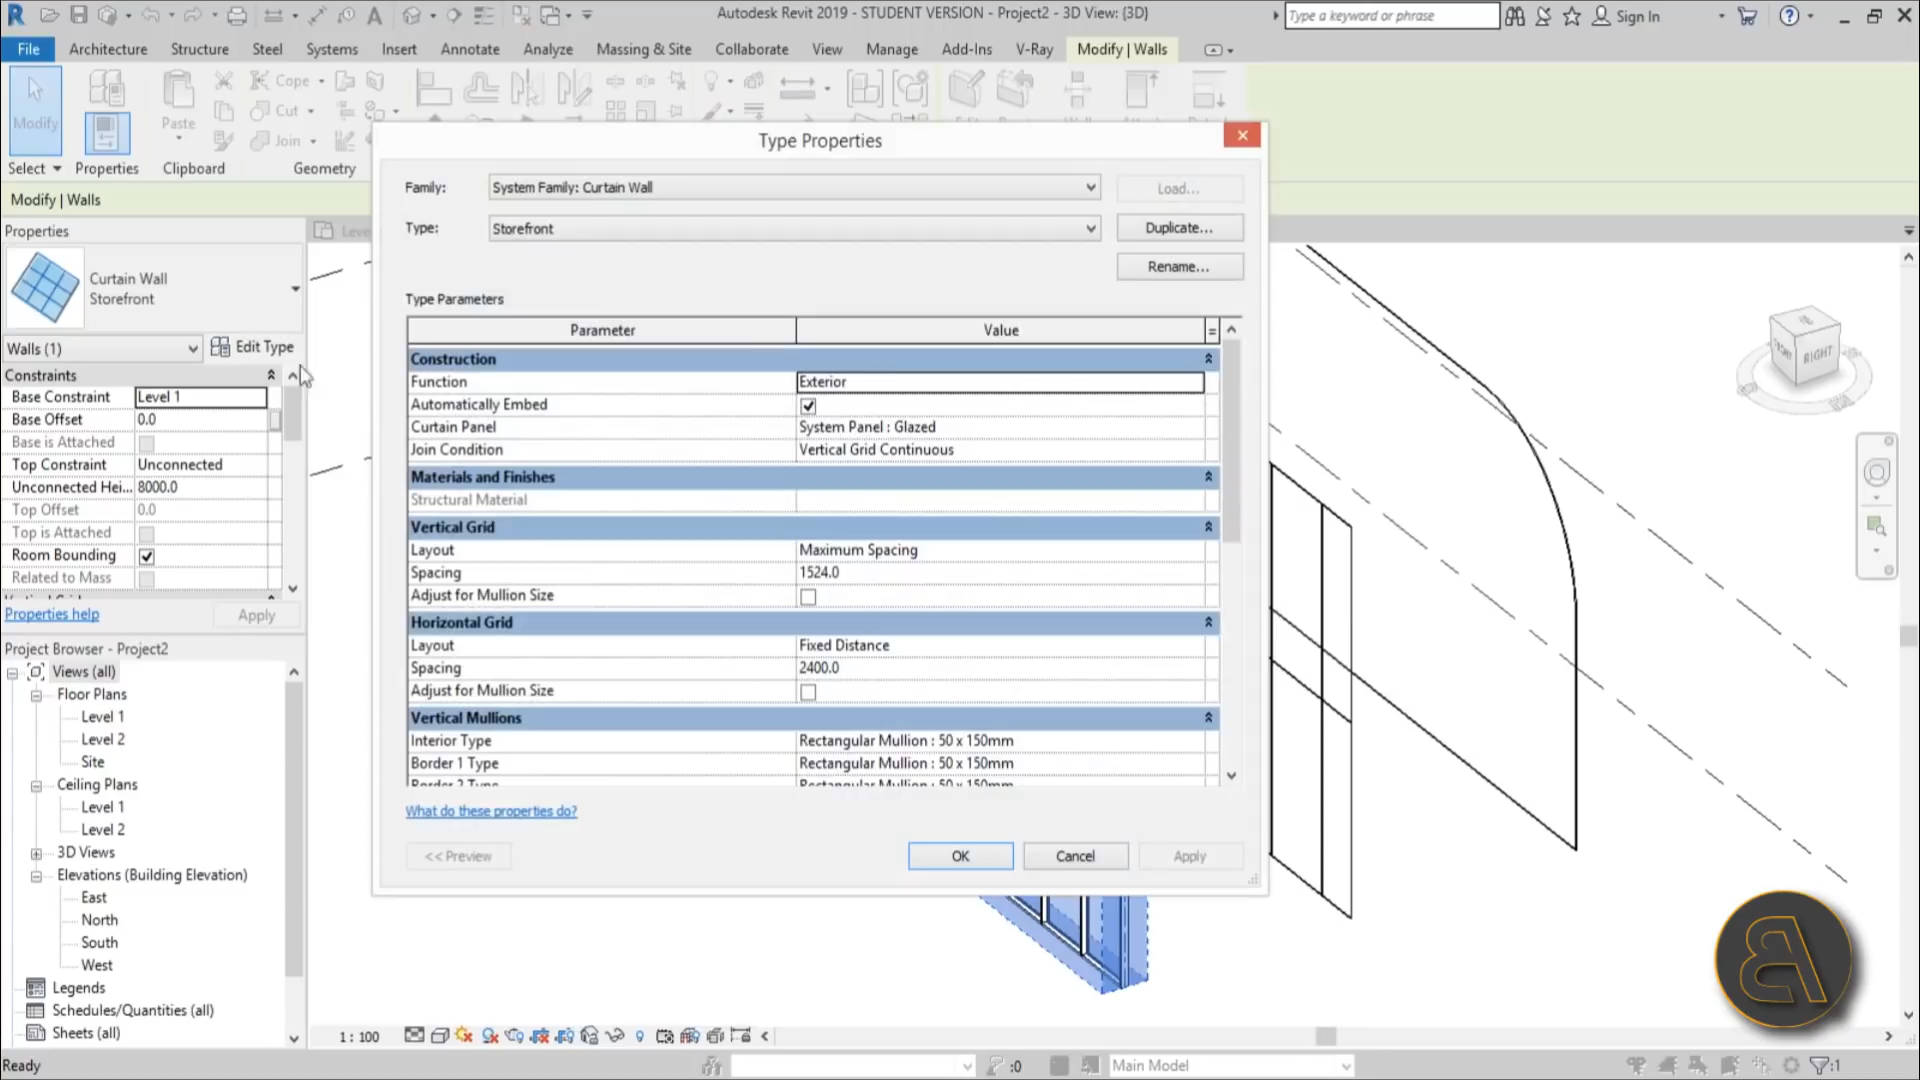 Autodesk Revit 2019 - STUDENT VERSION - Project2 - 3D View: {3D}
Type a keyword or phrase
Sign In
File Architecture Structure Steel Systems Insert Annotate Analyze Massing & Site Collaborate View Manage Add-Ins V-Ray Modify | Walls
Modify
Paste
Cope
Cut
Join
Select Properties Clipboard Geometry
Modify | Walls
Properties
Curtain Wall
Storefront
Walls (1) Edit Type
Constraints
Base Constraint Level 1
Base Offset 0.0
Base is Attached
Top Constraint Unconnected
Unconnected Hei... 8000.0
Top Offset 0.0
Top is Attached
Room Bounding
Related to Mass
Properties help Apply
Project Browser - Project2
Views (all)
Floor Plans
Level 1
Level 2
Site
Ceiling Plans
Level 1
Level 2
3D Views
Elevations (Building Elevation)
East
North
South
West
Legends
Schedules/Quantities (all)
Sheets (all)
Type Properties
Family: System Family: Curtain Wall Load...
Type: Storefront Duplicate...
Rename...
Type Parameters
Parameter Value =
Construction
Function Exterior
Automatically Embed
Curtain Panel System Panel : Glazed
Join Condition Vertical Grid Continuous
Materials and Finishes
Structural Material
Vertical Grid
Layout Maximum Spacing
Spacing 1524.0
Adjust for Mullion Size
Horizontal Grid
Layout Fixed Distance
Spacing 2400.0
Adjust for Mullion Size
Vertical Mullions
Interior Type Rectangular Mullion : 50 x 150mm
Border 1 Type Rectangular Mullion : 50 x 150mm
Border 2 Type Rectangular Mullion : 50 x 150mm
What do these properties do?
<< Preview OK Cancel Apply
RIGHT
1 : 100
Ready
:0
Main Model
:1